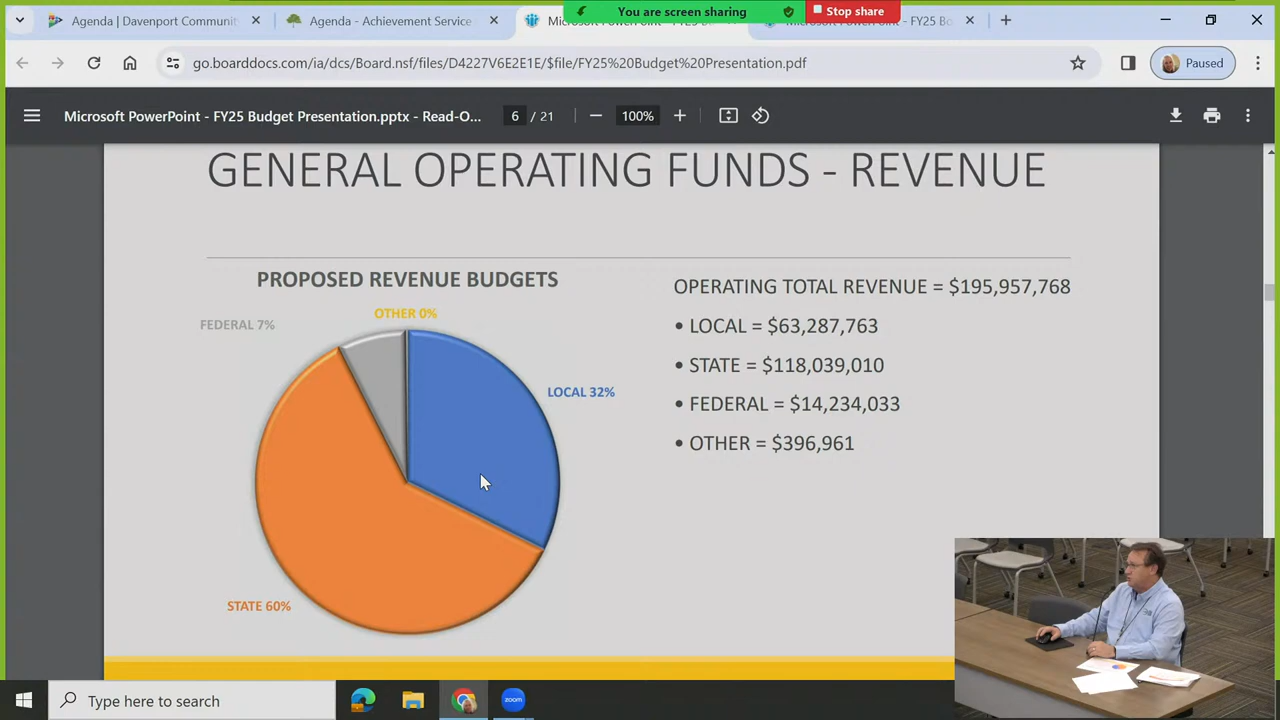 Agenda | Davenport Communi
Agenda - Achievement Service
You are screen sharing
Stop share
go.boarddocs.com/ia/dcs/Board.nsf/files/D4227V6E2E1E/$file/FY25%20Budget%20Presentation.pdf
Paused
Microsoft PowerPoint - FY25 Budget Presentation.pptx - Read-O...
6 / 21
100%
GENERAL OPERATING FUNDS - REVENUE
PROPOSED REVENUE BUDGETS
OTHER 0%
FEDERAL 7%
LOCAL 32%
STATE 60%
OPERATING TOTAL REVENUE = $195,957,768
• LOCAL = $63,287,763
• STATE = $118,039,010
• FEDERAL = $14,234,033
• OTHER = $396,961
Type here to search
zoom